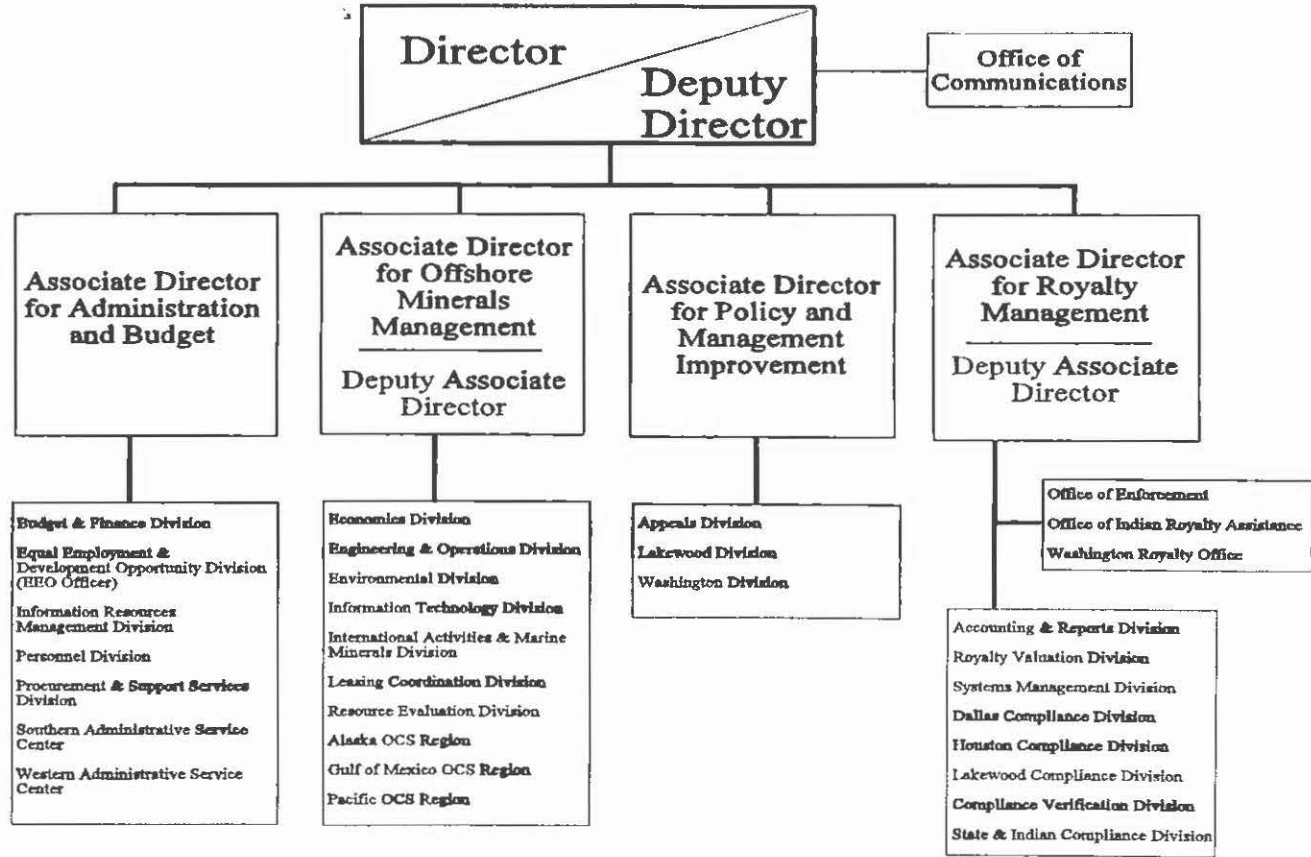 Director
Deputy
Director
Office of
Communications
Associate Director
for Administration
and Budget
Associate Director
for Offshore
Minerals
Management
Deputy Associate
Director
Associate Director
for Policy and
Management
Improvement
Associate Director
for Royalty
Management
Deputy Associate
Director
Budget & Finance Division
Equal Employment &
Development Opportunity Division
(EEO Officer)
Information Resources
Management Division
Personnel Division
Procurement & Support Services
Division
Southern Administrative Service
Center
Western Administrative Service
Center
Economics Division
Engineering & Operations Division
Environmental Division
Information Technology Division
International Activities & Marine
Minerals Division
Leasing Coordination Division
Resource Evaluation Division
Alaska OCS Region
Gulf of Mexico OCS Region
Pacific OCS Region
Appeals Division
Lakewood Division
Washington Division
Office of Enforcement
Office of Indian Royalty Assistance
Washington Royalty Office
Accounting & Reports Division
Royalty Valuation Division
Systems Management Division
Dallas Compliance Division
Houston Compliance Division
Lakewood Compliance Division
Compliance Verification Division
State & Indian Compliance Division